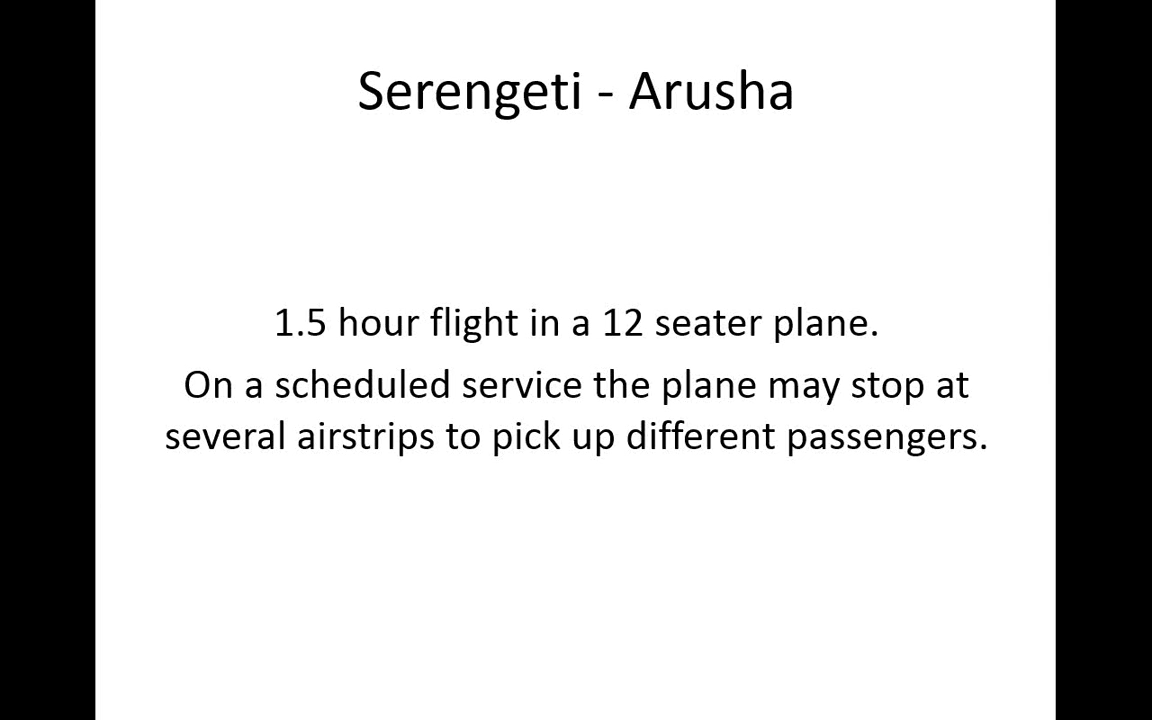 Serengeti - Arusha
1.5 hour flight in a 12 seater plane.
On a scheduled service the plane may stop at
several airstrips to pick up different passengers.